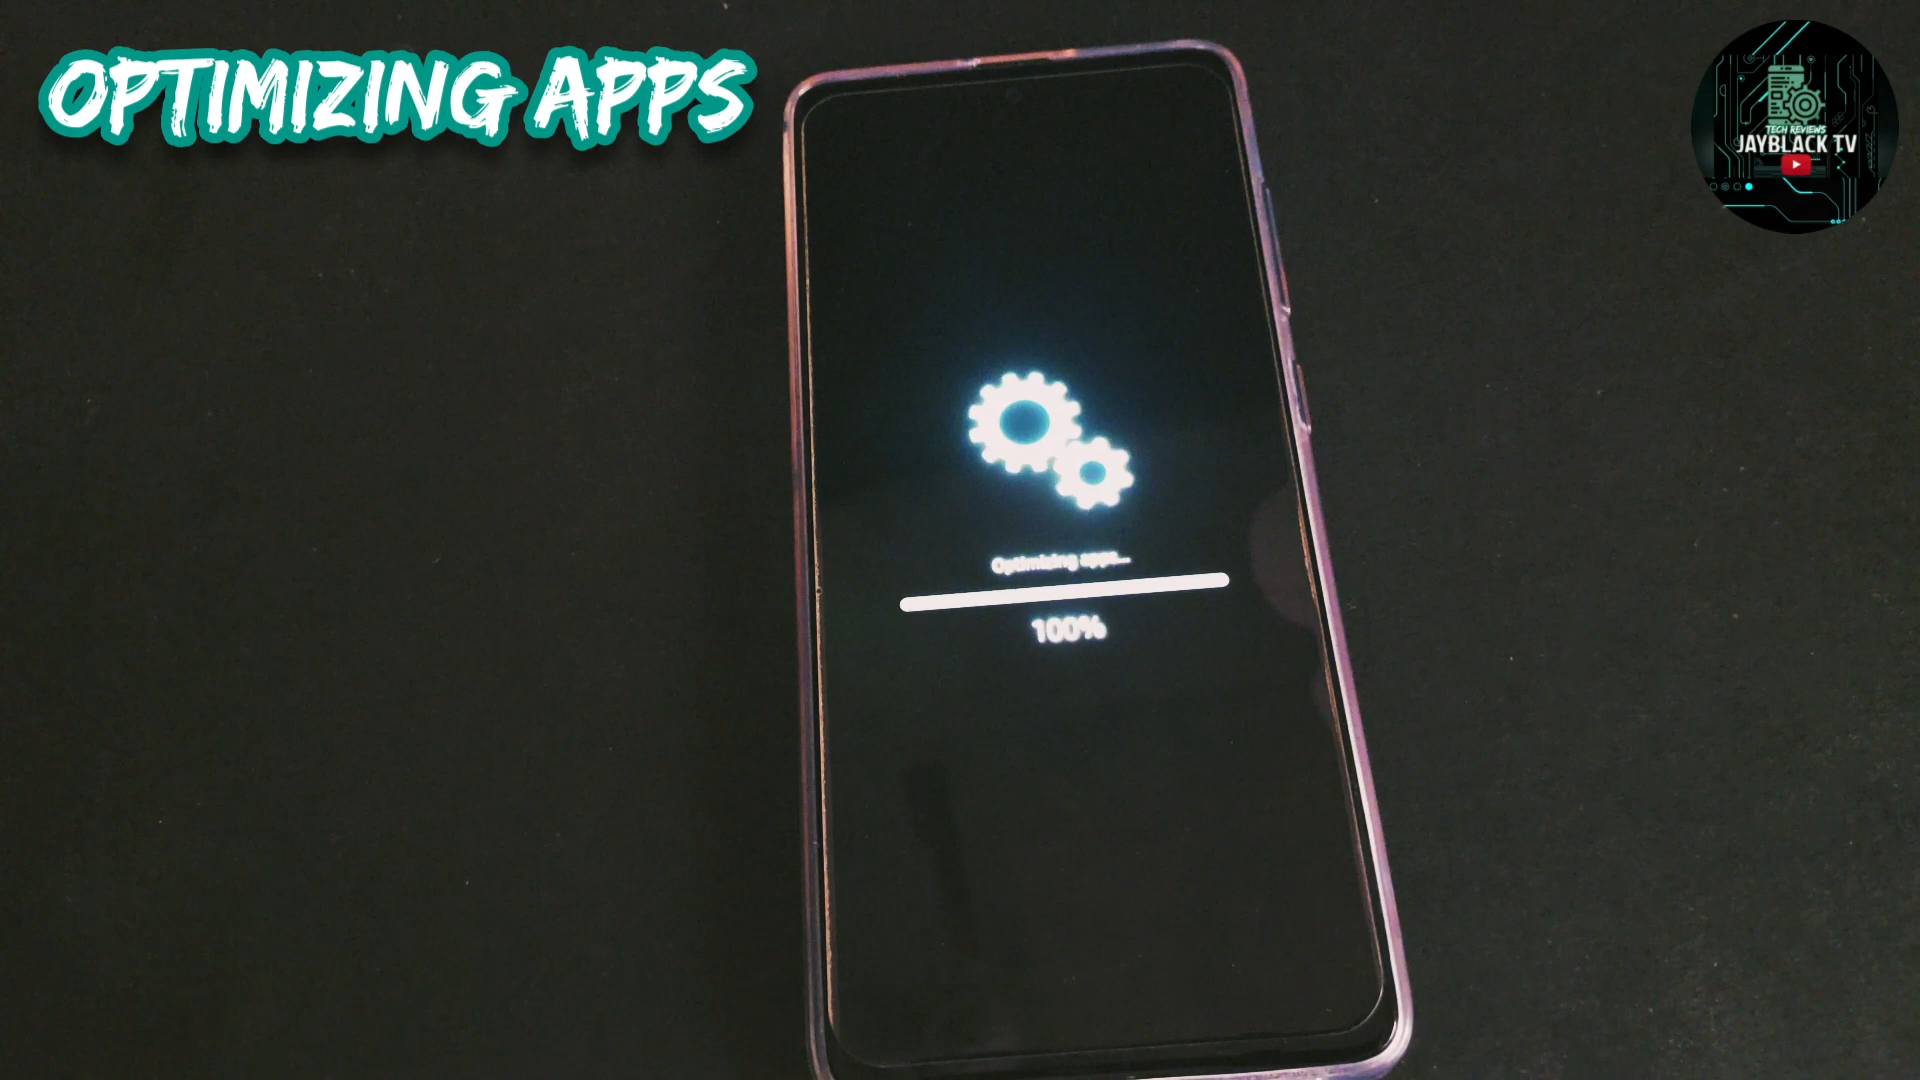 OPTIMIZING APPS
TECH REVIEWS
JAYBLACK TV
Optimizing apps...
100%